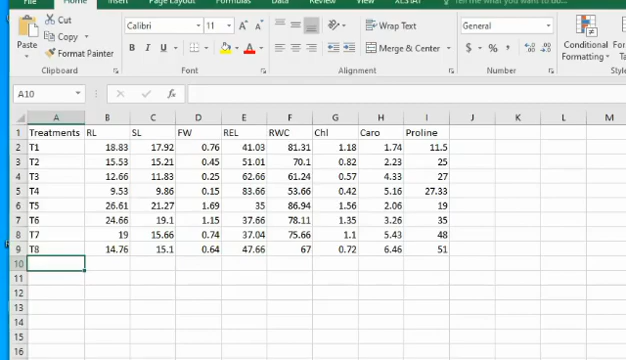 File Home Insert Page Layout Formulas Data Review View XLSTAT Tell me what you want to do...
Cut
Copy
Paste
Format Painter
Calibri 11
B I U
Wrap Text
Merge & Center
General
$ % ,
Conditional
Formatting
Clipboard Font Alignment Number
A10 fx
A B C D E F G H I J K L M
1 Treatments RL SL FW REL RWC Chl Caro Proline
2 T1 18.83 17.92 0.76 41.03 81.31 1.18 1.74 11.5
3 T2 15.53 15.21 0.45 51.01 70.1 0.82 2.23 25
4 T3 12.66 11.83 0.25 62.66 61.24 0.57 4.33 27
5 T4 9.53 9.86 0.15 83.66 53.66 0.42 5.16 27.33
6 T5 26.61 21.27 1.69 35 86.94 1.56 2.06 19
7 T6 24.66 19.1 1.15 37.66 78.11 1.35 3.26 35
8 T7 19 15.66 0.74 37.04 75.66 1.1 5.43 48
9 T8 14.76 15.1 0.64 47.66 67 0.72 6.46 51
10
11
12
13
14
15
16